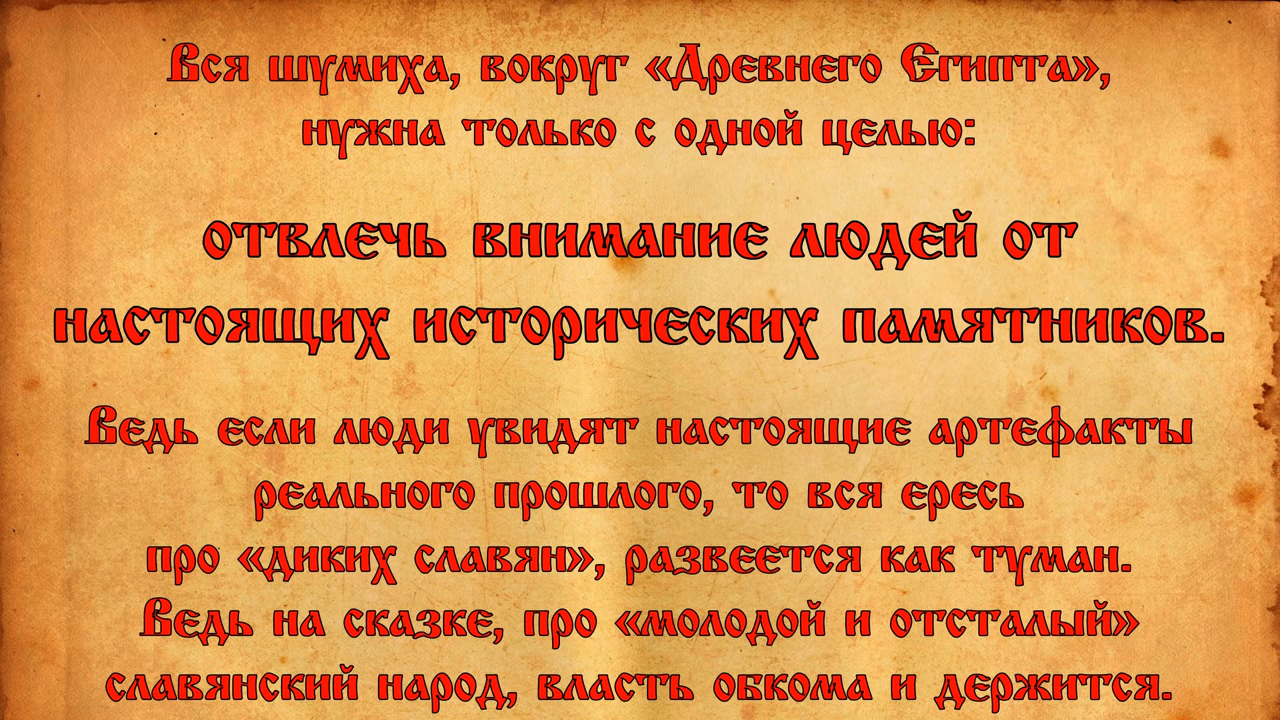 Вся шумиха, вокруг «Древнего Египта»,
нужна только с одной целью:
отвлечь внимание людей от
настоящих исторических памятников.
Ведь если люди увидят настоящие артефакты
реального прошлого, то вся ересь
про «диких славян», развеется как туман.
Ведь на сказке, про «молодой и отсталый»
славянский народ, власть обкома и держится.